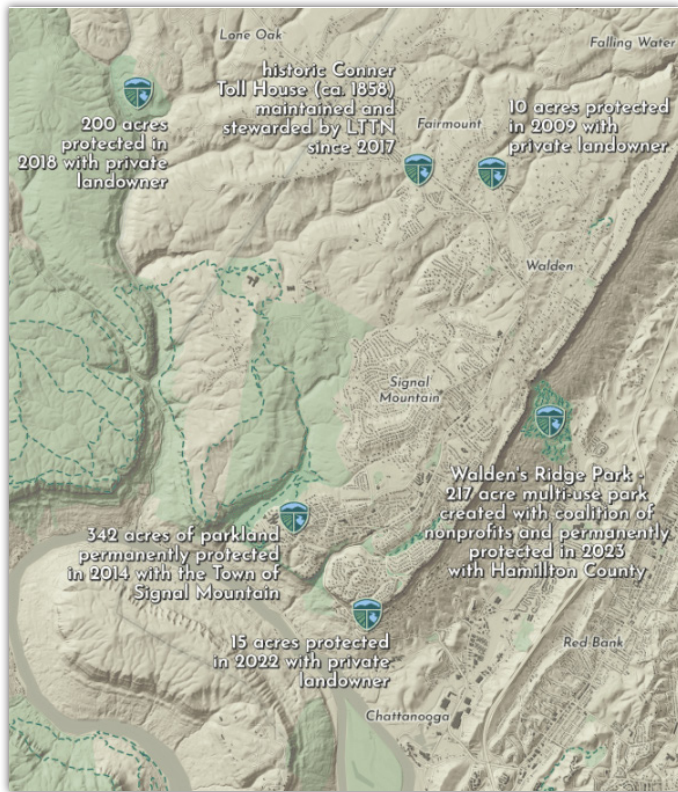 Lone Oak
Falling Water
historic Conner
Toll House (ca. 1858)
maintained and
stewarded by LTTN
since 2017
Fairmount
10 acres protected
in 2009 with
private landowner
200 acres
protected in
2018 with private
landowner
Walden
Signal
Mountain
Walden's Ridge Park -
217 acre multi-use park
created with coalition of
nonprofits and permanently
protected in 2023
with Hamillton County
342 acres of parkland
permanently protected
in 2014 with the Town of
Signal Mountain
15 acres protected
in 2022 with private
landowner
Red Bank
Chattanooga